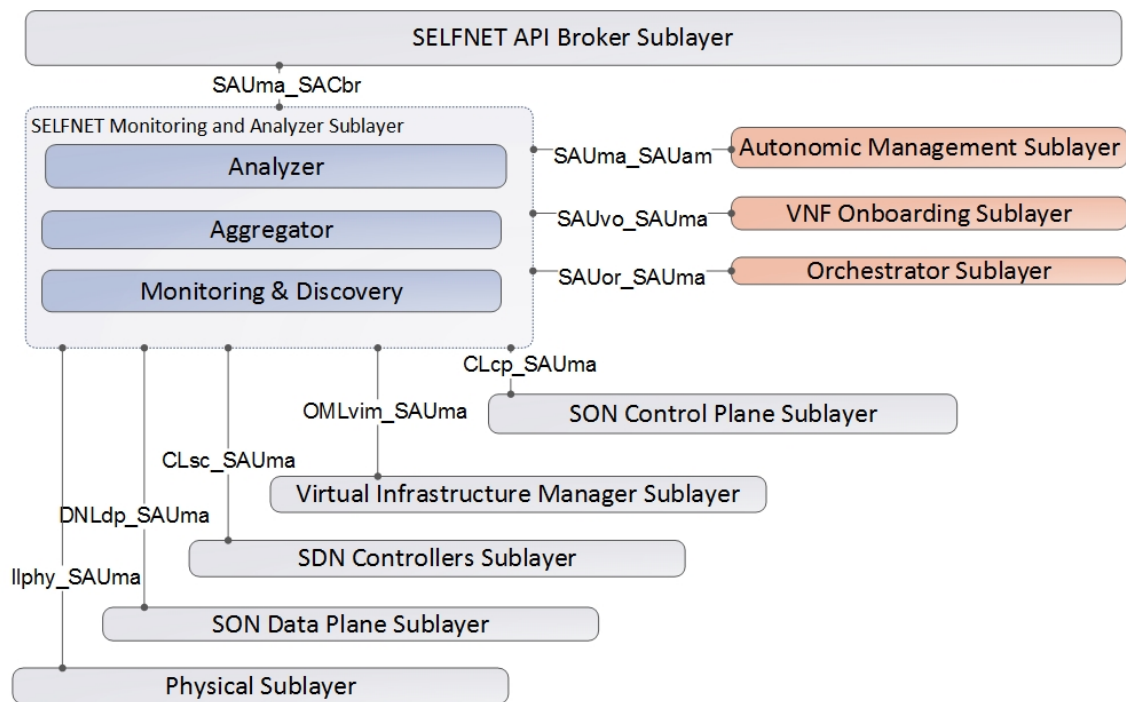 SELFNET API Broker Sublayer
SAUma_SACbr
SELFNET Monitoring and Analyzer Sublayer
Analyzer
Aggregator
Monitoring & Discovery
SAUma_SAUam
Autonomic Management Sublayer
SAUvo_SAUma
VNF Onboarding Sublayer
SAUor_SAUma
Orchestrator Sublayer
CLcp_SAUma
SON Control Plane Sublayer
OMLvim_SAUma
Virtual Infrastructure Manager Sublayer
CLsc_SAUma
SDN Controllers Sublayer
DNLdp_SAUma
SON Data Plane Sublayer
Ilphy_SAUma
Physical Sublayer